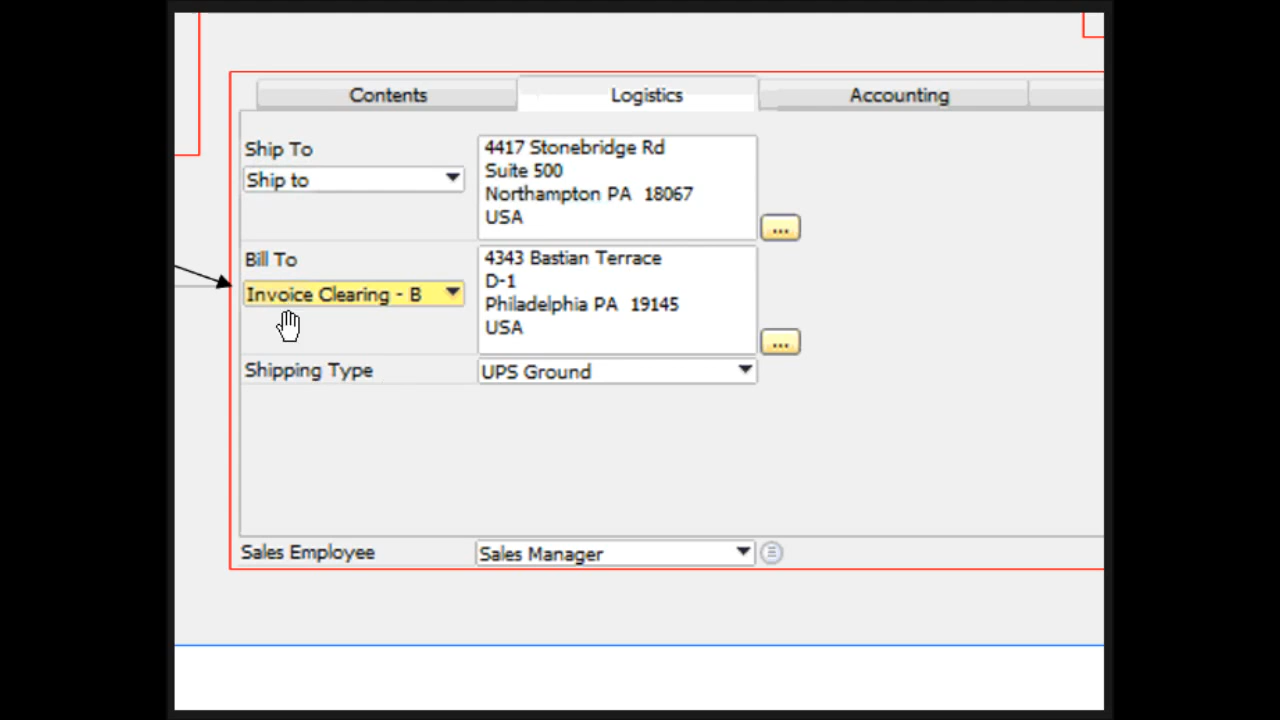 Contents Logistics Accounting
Ship To
Ship to
4417 Stonebridge Rd
Suite 500
Northampton PA 18067
USA
...
Bill To
Invoice Clearing - B
4343 Bastian Terrace
D-1
Philadelphia PA 19145
USA
...
Shipping Type UPS Ground
Sales Employee Sales Manager